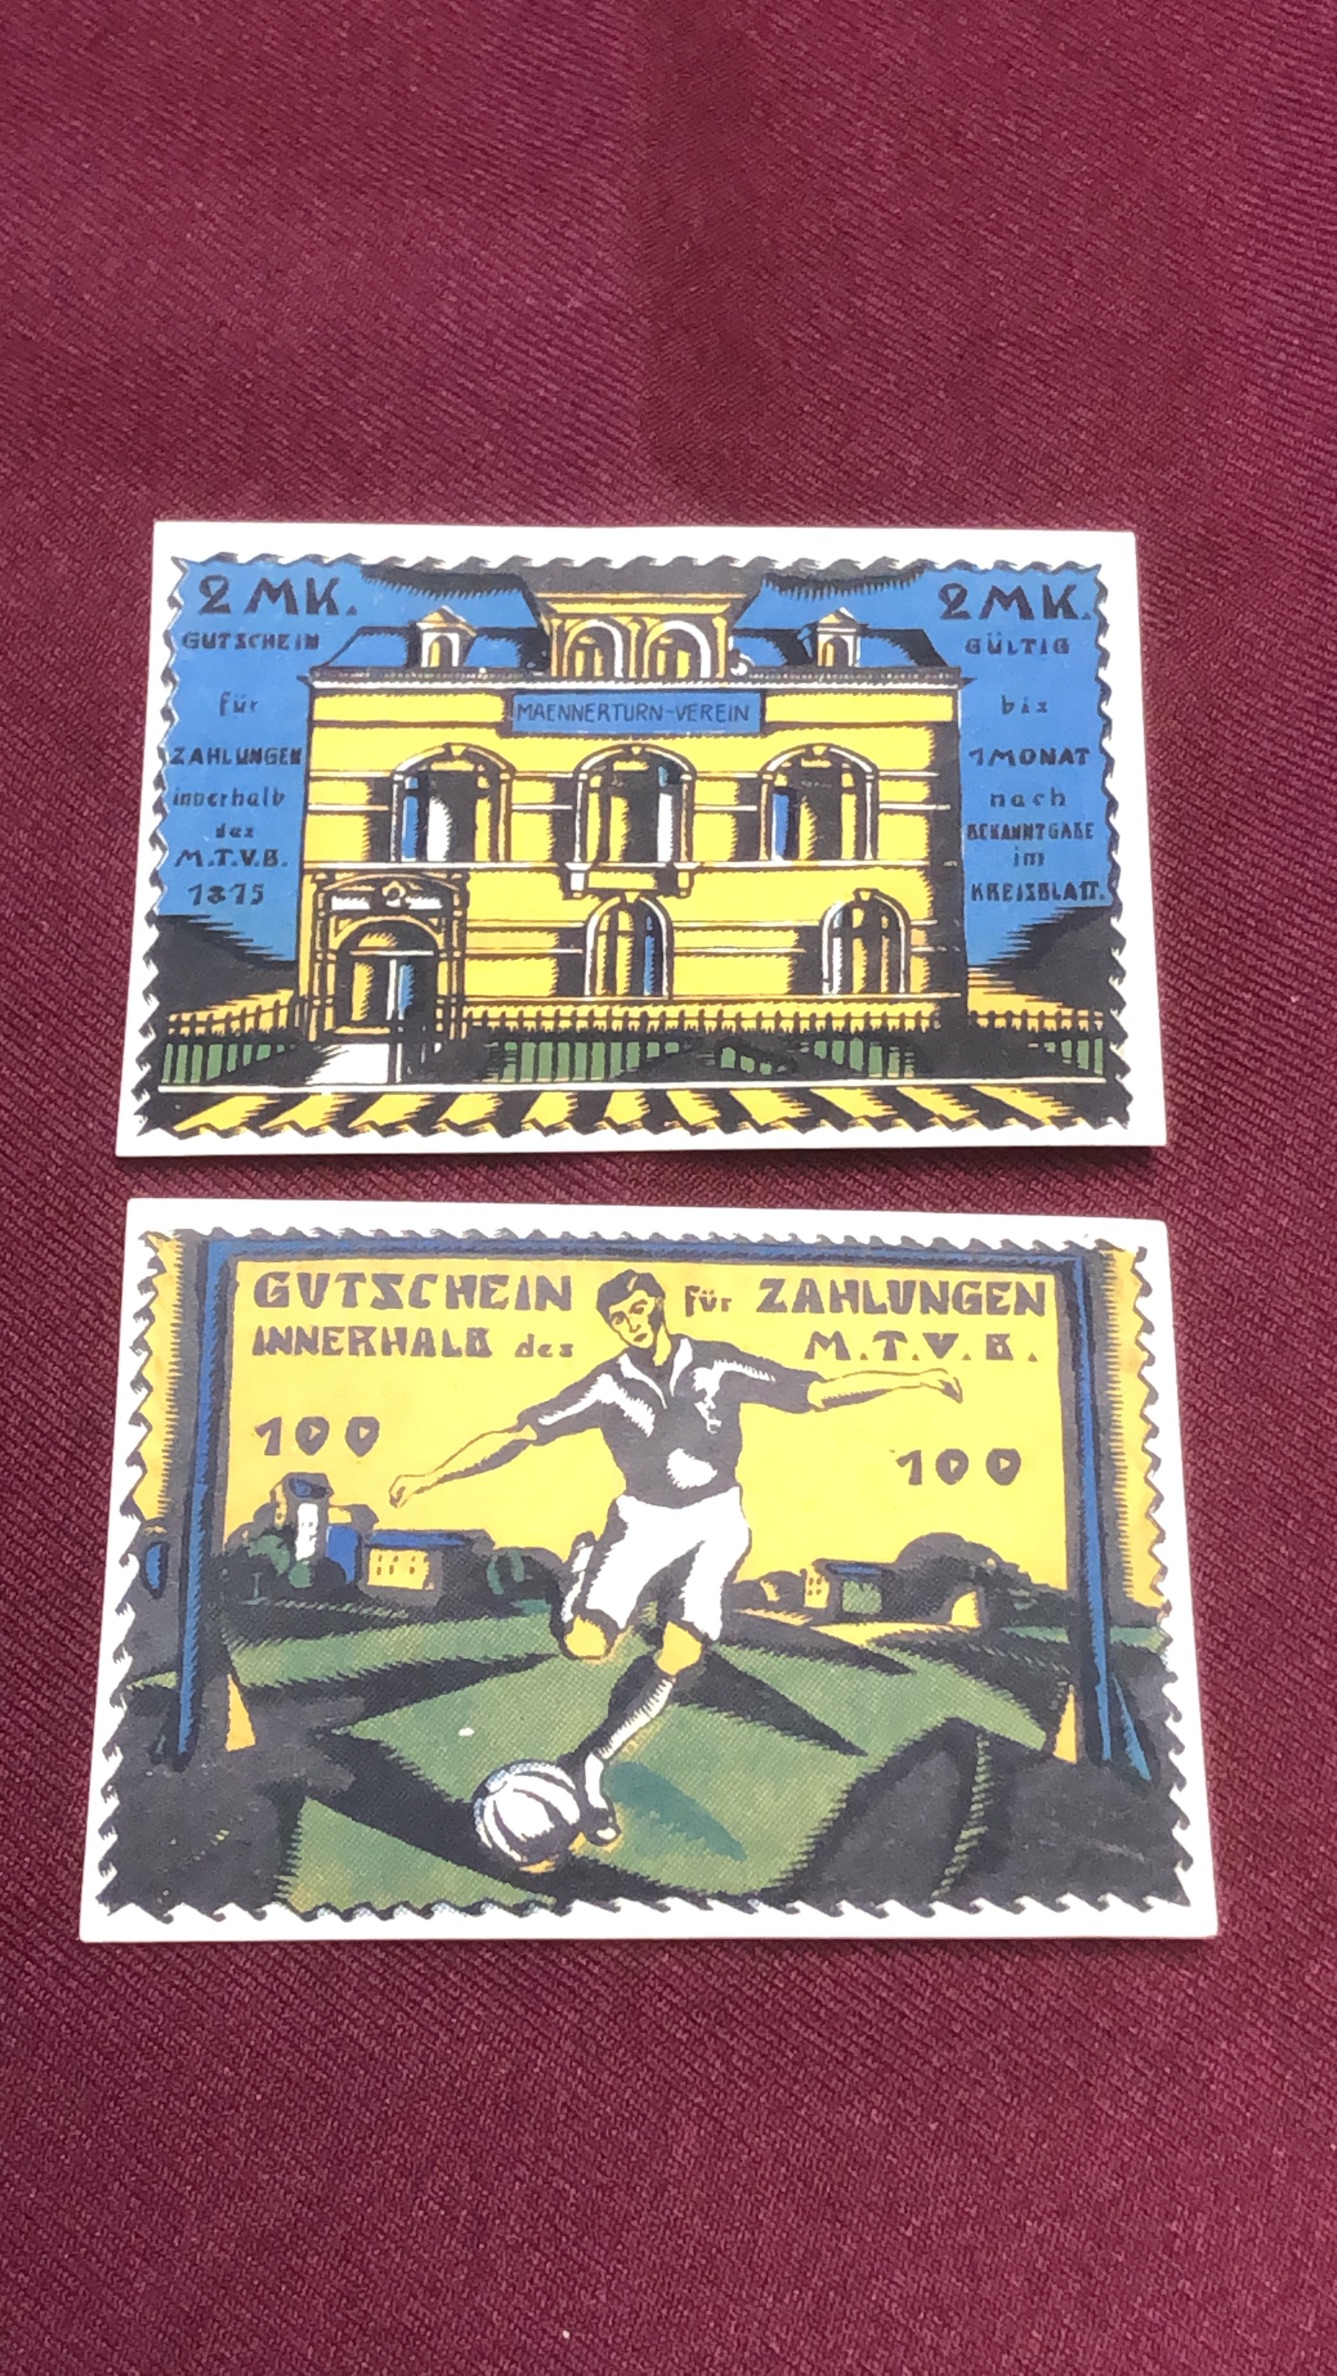 2 MK.
GUTSCHEIN
für
ZAHLUNGEN
innerhalb
des
M.T.V.B.
1875
MAENNERTURN-VEREIN
2 MK.
GÜLTIG
bis
1 MONAT
nach
BEKANNTGABE
im
KREISBLATT.
GUTSCHEIN für ZAHLUNGEN
INNERHALB des M.T.V.B.
100
100